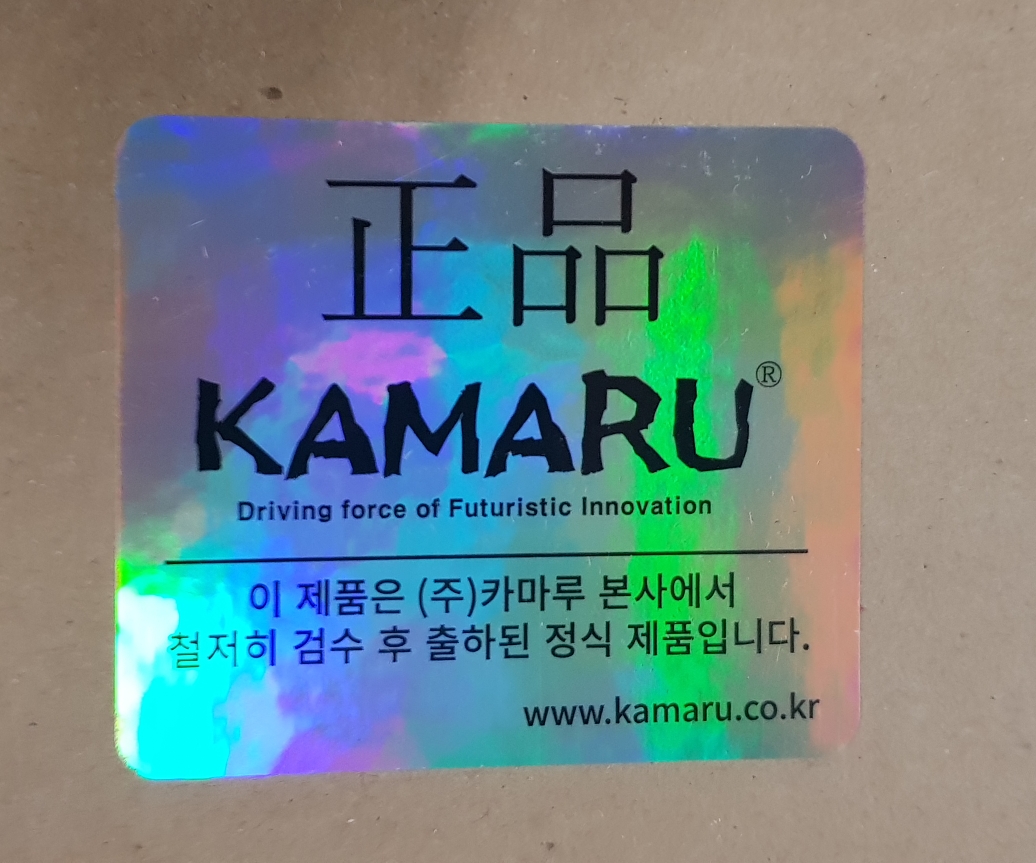 正品
KAMARU®
Driving force of Futuristic Innovation
이 제품은 (주)카마루 본사에서
철저히 검수 후 출하된 정식 제품입니다.
www.kamaru.co.kr